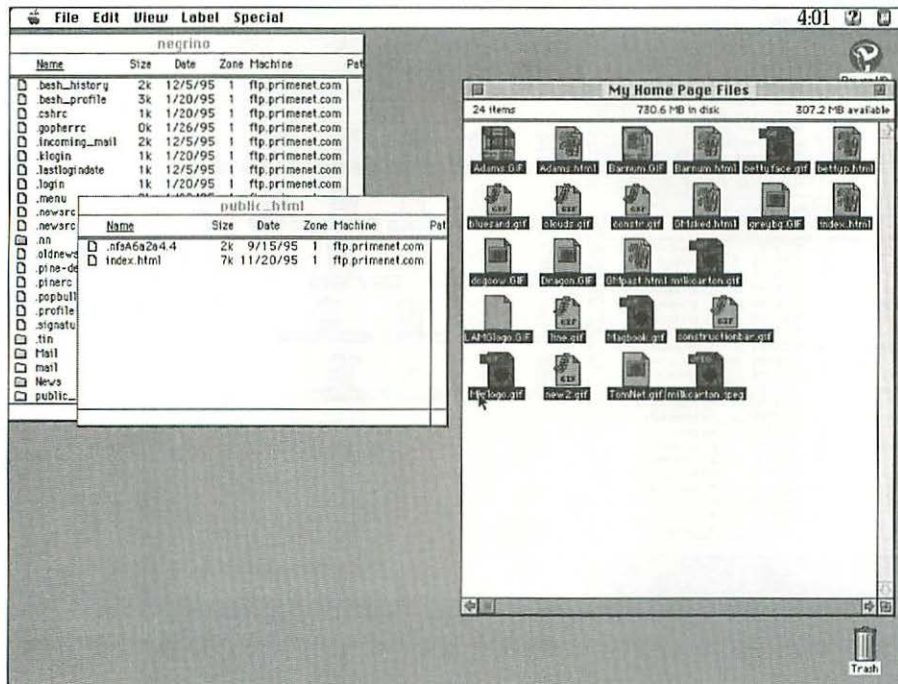 File Edit View Label Special 4:01
negrino
Name Size Date Zone Machine Pat
.bash_history 2k 12/5/95 1 ftp.primenet.com
.bash_profile 3k 1/20/95 1 ftp.primenet.com
.cshrc 1k 1/20/95 1 ftp.primenet.com
.gopherrc 0k 1/26/95 1 ftp.primenet.com
.incoming_mail 2k 12/5/95 1 ftp.primenet.com
.klogin 1k 1/20/95 1 ftp.primenet.com
.lastlogindate 1k 12/5/95 1 ftp.primenet.com
.login 1k 1/20/95 1 ftp.primenet.com
.menu
.newsrc
.newsrc
.nn
.oldnews
.pine-de
.pinerc
.popbull
.profile
.signatu
.tin
Mail
mail
News
public_
public_html
Name Size Date Zone Machine Pat
.nfsA6a2a4.4 2k 9/15/95 1 ftp.primenet.com
index.html 7k 11/20/95 1 ftp.primenet.com
My Home Page Files
24 items 730.6 MB in disk 307.2 MB available
Adams.GIF Adams.html Barnum.GIF Barnum.html bettyface.gif bettyp.html
bluesard.gif clouds.gif constr.gif GMsked.html greybg.GIF index.html
dogcow.GIF Dragon.GIF GMpast.html milkcarton.gif
LAMGlogo.GIF line.gif Macbook.gif constructionbar.gif
new2.gif TomNet.gif milkcarton.jpeg
Trash